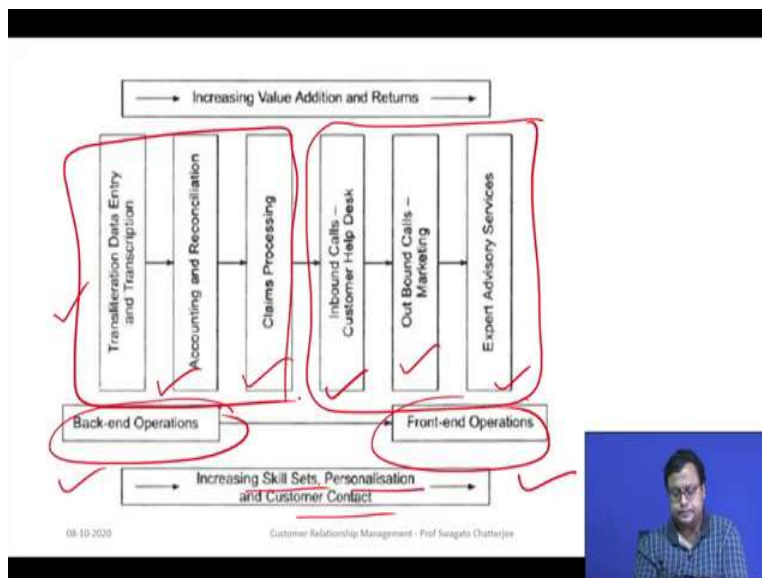 Increasing Value Addition and Returns
Transliteration Data Entry
and Transcription
Accounting and Reconciliation
Claims Processing
Inbound Calls –
Customer Help Desk
Out Bound Calls –
Marketing
Expert Advisory Services
Back-end Operations
Front-end Operations
Increasing Skill Sets, Personalisation
and Customer Contact
08-10-2020
Customer Relationship Management - Prof Swagato Chatterjee